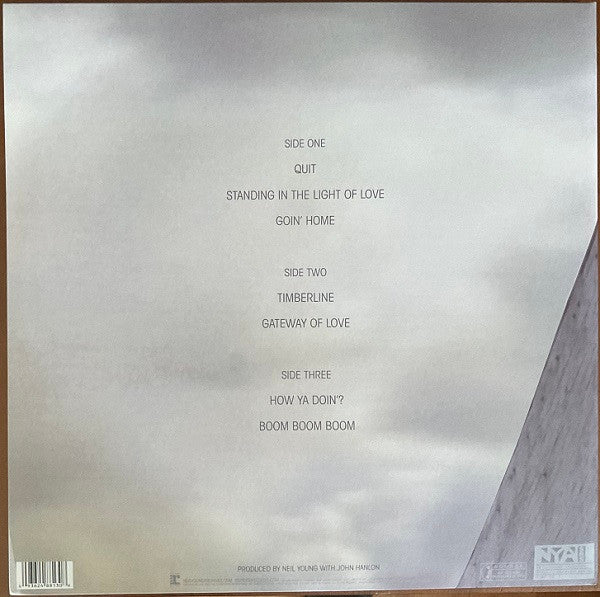 SIDE ONE
QUIT
STANDING IN THE LIGHT OF LOVE
GOIN' HOME
SIDE TWO
TIMBERLINE
GATEWAY OF LOVE
SIDE THREE
HOW YA DOIN'?
BOOM BOOM BOOM
PRODUCED BY NEIL YOUNG WITH JOHN HANLON
NYA